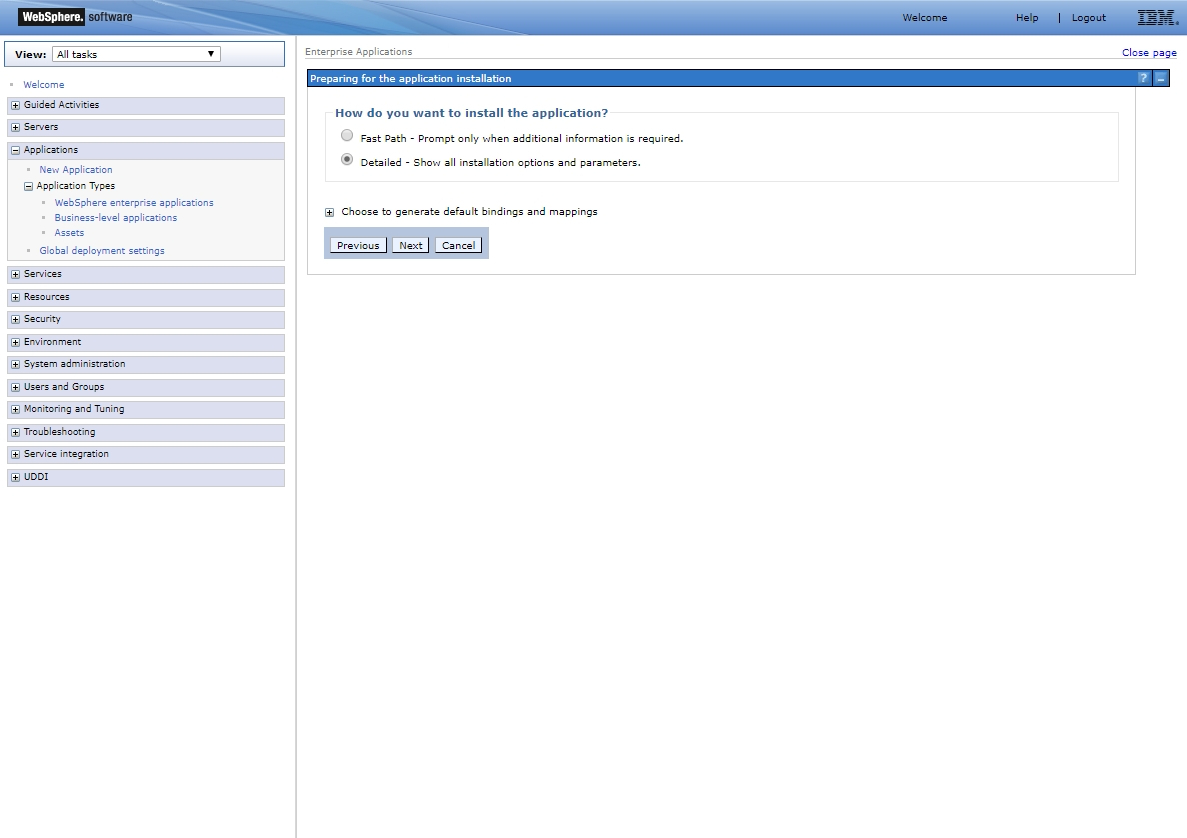 WebSphere. software
Welcome Help | Logout IBM.
View: All tasks
Welcome
Guided Activities
Servers
Applications
New Application
Application Types
WebSphere enterprise applications
Business-level applications
Assets
Global deployment settings
Services
Resources
Security
Environment
System administration
Users and Groups
Monitoring and Tuning
Troubleshooting
Service integration
UDDI
Enterprise Applications
Close page
Preparing for the application installation ? –
How do you want to install the application?
Fast Path - Prompt only when additional information is required.
Detailed - Show all installation options and parameters.
Choose to generate default bindings and mappings
Previous Next Cancel